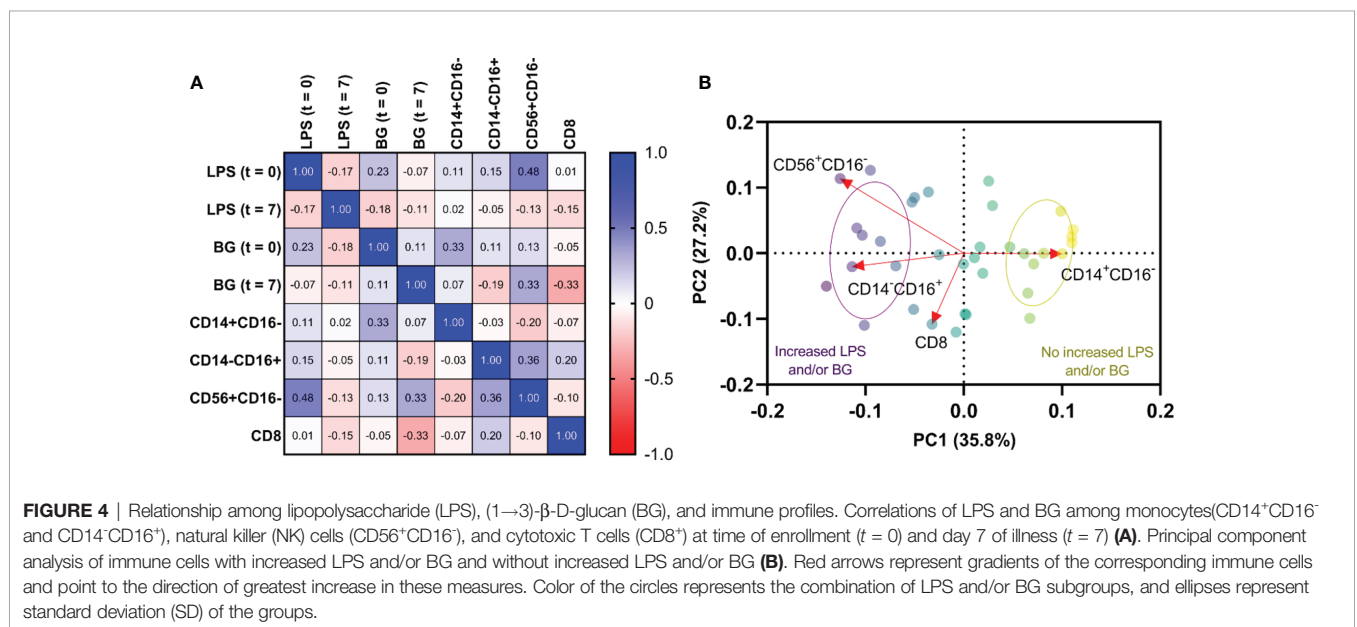 A
LPS (t = 0)
LPS (t = 7)
BG (t = 0)
BG (t = 7)
CD14+CD16-
CD14-CD16+
CD56+CD16-
CD8
LPS (t = 0) 1.00 -0.17 0.23 -0.07 0.11 0.15 0.48 0.01
LPS (t = 7) -0.17 1.00 -0.18 -0.11 0.02 -0.05 -0.13 -0.15
BG (t = 0) 0.23 -0.18 1.00 0.11 0.33 0.11 0.13 -0.05
BG (t = 7) -0.07 -0.11 0.11 1.00 0.07 -0.19 0.33 -0.33
CD14+CD16- 0.11 0.02 0.33 0.07 1.00 -0.03 -0.20 -0.07
CD14-CD16+ 0.15 -0.05 0.11 -0.19 -0.03 1.00 0.36 0.20
CD56+CD16- 0.48 -0.13 0.13 0.33 -0.20 0.36 1.00 -0.10
CD8 0.01 -0.15 -0.05 -0.33 -0.07 0.20 -0.10 1.00
1.0
0.5
0
-0.5
-1.0
B
PC2 (27.2%)
0.2
0.1
0.0
-0.1
-0.2
CD56⁺CD16⁻
CD14⁻CD16⁺
CD14⁺CD16⁻
CD8
Increased LPS
and/or BG
No increased LPS
and/or BG
-0.2 -0.1 0.0 0.1 0.2
PC1 (35.8%)
FIGURE 4 | Relationship among lipopolysaccharide (LPS), (1→3)-β-D-glucan (BG), and immune profiles. Correlations of LPS and BG among monocytes(CD14⁺CD16⁻
and CD14⁻CD16⁺), natural killer (NK) cells (CD56⁺CD16⁻), and cytotoxic T cells (CD8⁺) at time of enrollment (t = 0) and day 7 of illness (t = 7) (A). Principal component
analysis of immune cells with increased LPS and/or BG and without increased LPS and/or BG (B). Red arrows represent gradients of the corresponding immune cells
and point to the direction of greatest increase in these measures. Color of the circles represents the combination of LPS and/or BG subgroups, and ellipses represent
standard deviation (SD) of the groups.